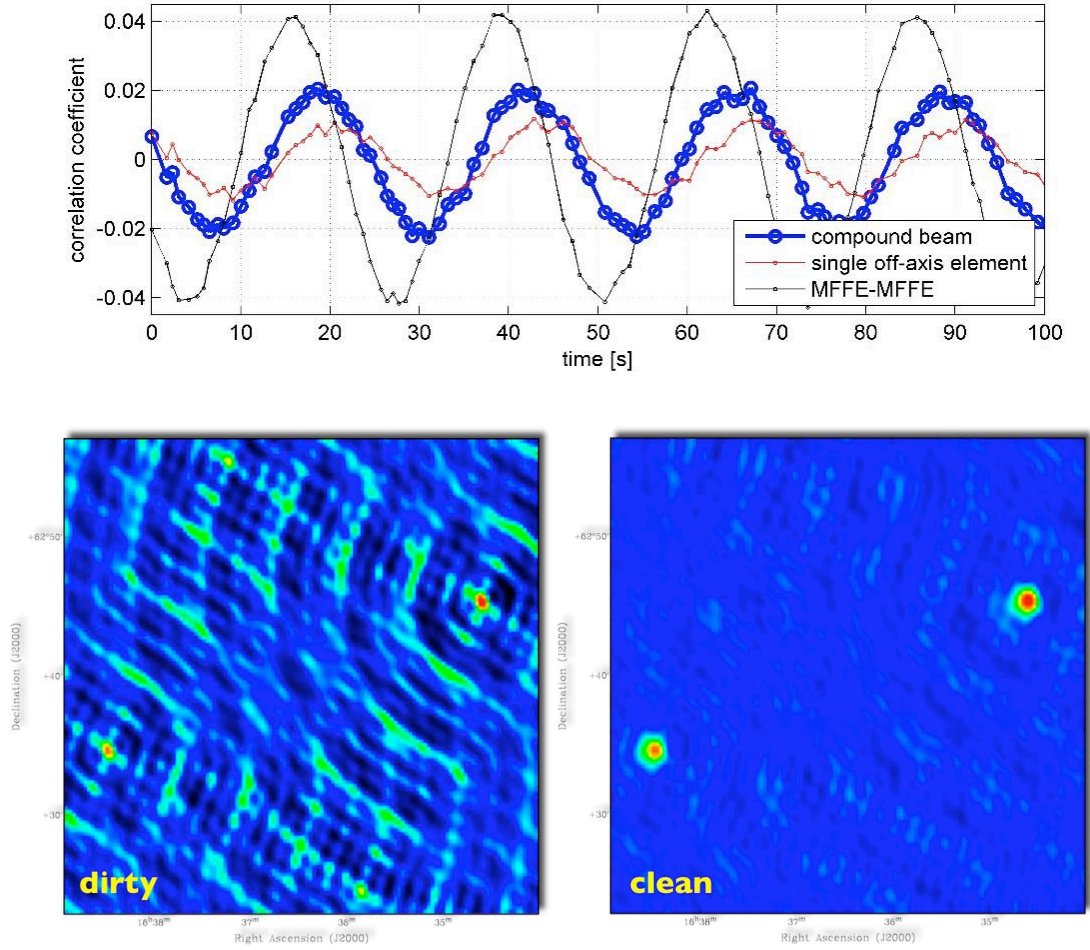 0.04
0.02
0
-0.02
-0.04
correlation coefficient
compound beam
single off-axis element
MFFE-MFFE
0 10 20 30 40 50 60 70 80 90 100
time [s]
+62°50'
+40'
+30'
Declination (J2000)
dirty
16ʰ38ᵐ 37ᵐ 36ᵐ 35ᵐ
Right Ascension (J2000)
+62°50'
+40'
+30'
Declination (J2000)
clean
16ʰ38ᵐ 37ᵐ 36ᵐ 35ᵐ
Right Ascension (J2000)